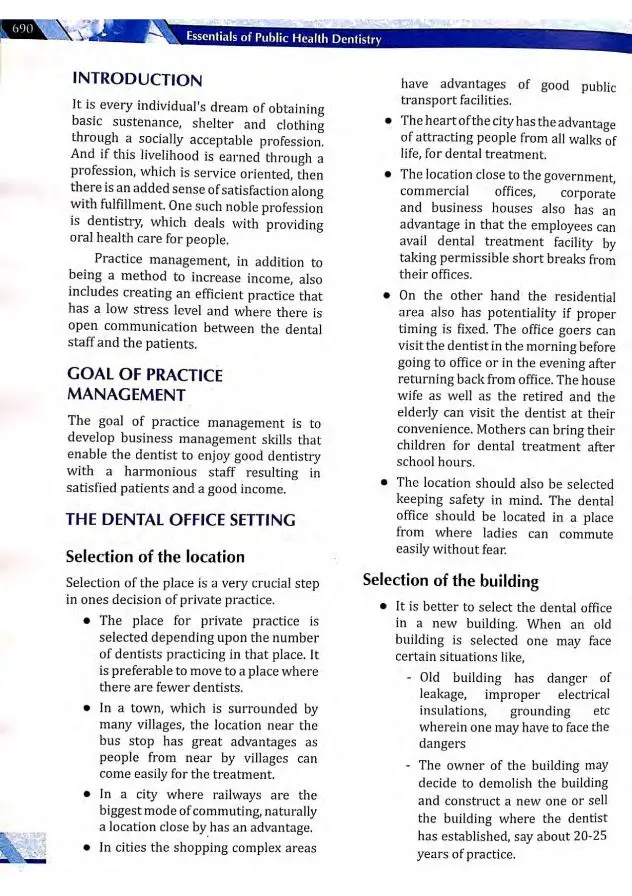 690
Essentials of Public Health Dentistry
INTRODUCTION
It is every individual's dream of obtaining
basic sustenance, shelter and clothing
through a socially acceptable profession.
And if this livelihood is earned through a
profession, which is service oriented, then
there is an added sense of satisfaction along
with fulfillment. One such noble profession
is dentistry, which deals with providing
oral health care for people.
Practice management, in addition to
being a method to increase income, also
includes creating an efficient practice that
has a low stress level and where there is
open communication between the dental
staff and the patients.
GOAL OF PRACTICE
MANAGEMENT
The goal of practice management is to
develop business management skills that
enable the dentist to enjoy good dentistry
with a harmonious staff resulting in
satisfied patients and a good income.
THE DENTAL OFFICE SETTING
Selection of the location
Selection of the place is a very crucial step
in ones decision of private practice.
• The place for private practice is
selected depending upon the number
of dentists practicing in that place. It
is preferable to move to a place where
there are fewer dentists.
• In a town, which is surrounded by
many villages, the location near the
bus stop has great advantages as
people from near by villages can
come easily for the treatment.
• In a city where railways are the
biggest mode of commuting, naturally
a location close by has an advantage.
• In cities the shopping complex areas
have advantages of good public
transport facilities.
• The heart of the city has the advantage
of attracting people from all walks of
life, for dental treatment.
• The location close to the government,
commercial offices, corporate
and business houses also has an
advantage in that the employees can
avail dental treatment facility by
taking permissible short breaks from
their offices.
• On the other hand the residential
area also has potentiality if proper
timing is fixed. The office goers can
visit the dentist in the morning before
going to office or in the evening after
returning back from office. The house
wife as well as the retired and the
elderly can visit the dentist at their
convenience. Mothers can bring their
children for dental treatment after
school hours.
• The location should also be selected
keeping safety in mind. The dental
office should be located in a place
from where ladies can commute
easily without fear.
Selection of the building
• It is better to select the dental office
in a new building. When an old
building is selected one may face
certain situations like,
- Old building has danger of
leakage, improper electrical
insulations, grounding etc
wherein one may have to face the
dangers
- The owner of the building may
decide to demolish the building
and construct a new one or sell
the building where the dentist
has established, say about 20-25
years of practice.